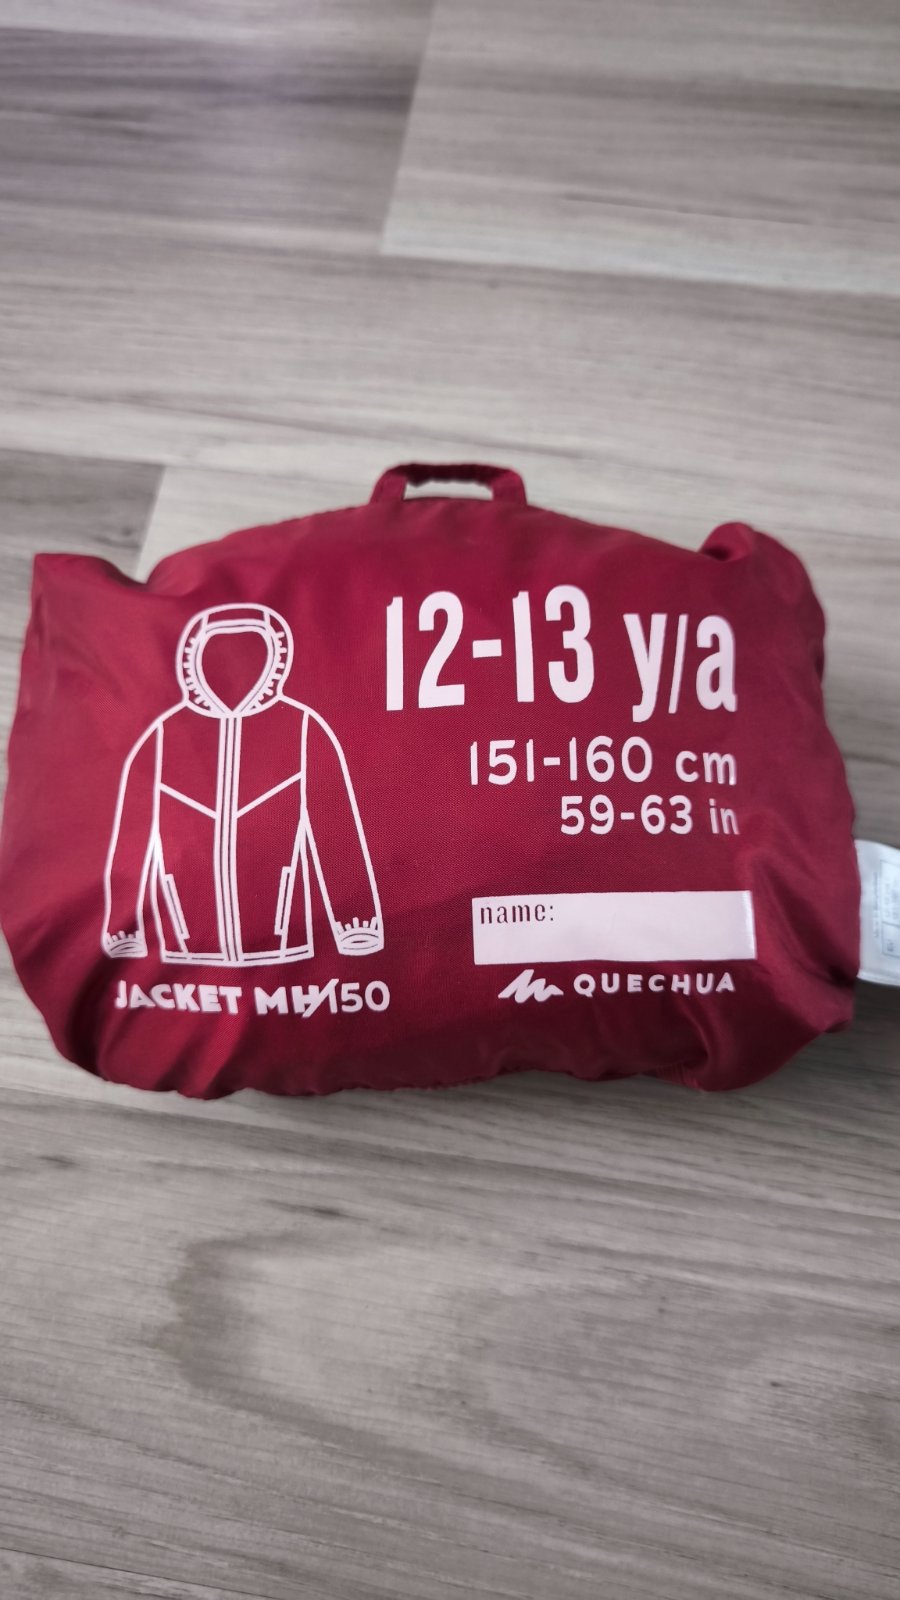 12-13 y/a
151-160 cm
59-63 in
name:
JACKET MH150
QUECHUA